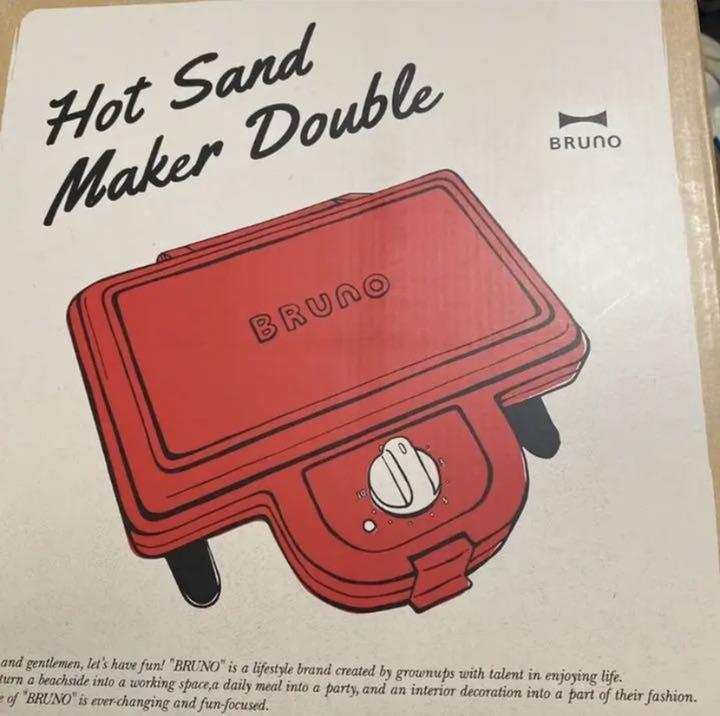 Hot Sand
Maker Double
BRUNO
BRUNO
10
and gentlemen, let's have fun! "BRUNO" is a lifestyle brand created by grownups with talent in enjoying life.
turn a beachside into a working space,a daily meal into a party, and an interior decoration into a part of their fashion.
of "BRUNO" is ever-changing and fun-focused.